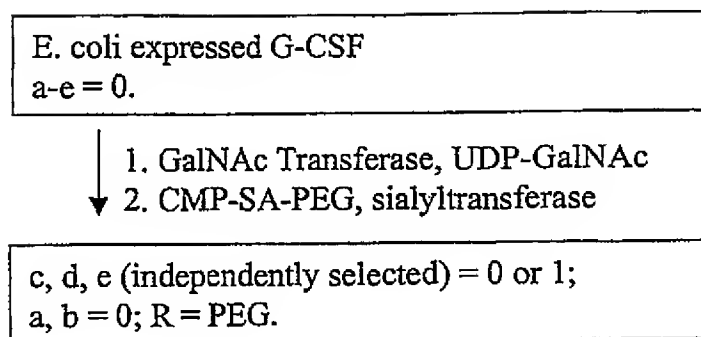 E. coli expressed G-CSF
a-e = 0.
1. GalNAc Transferase, UDP-GalNAc
2. CMP-SA-PEG, sialyltransferase
c, d, e (independently selected) = 0 or 1;
a, b = 0; R = PEG.